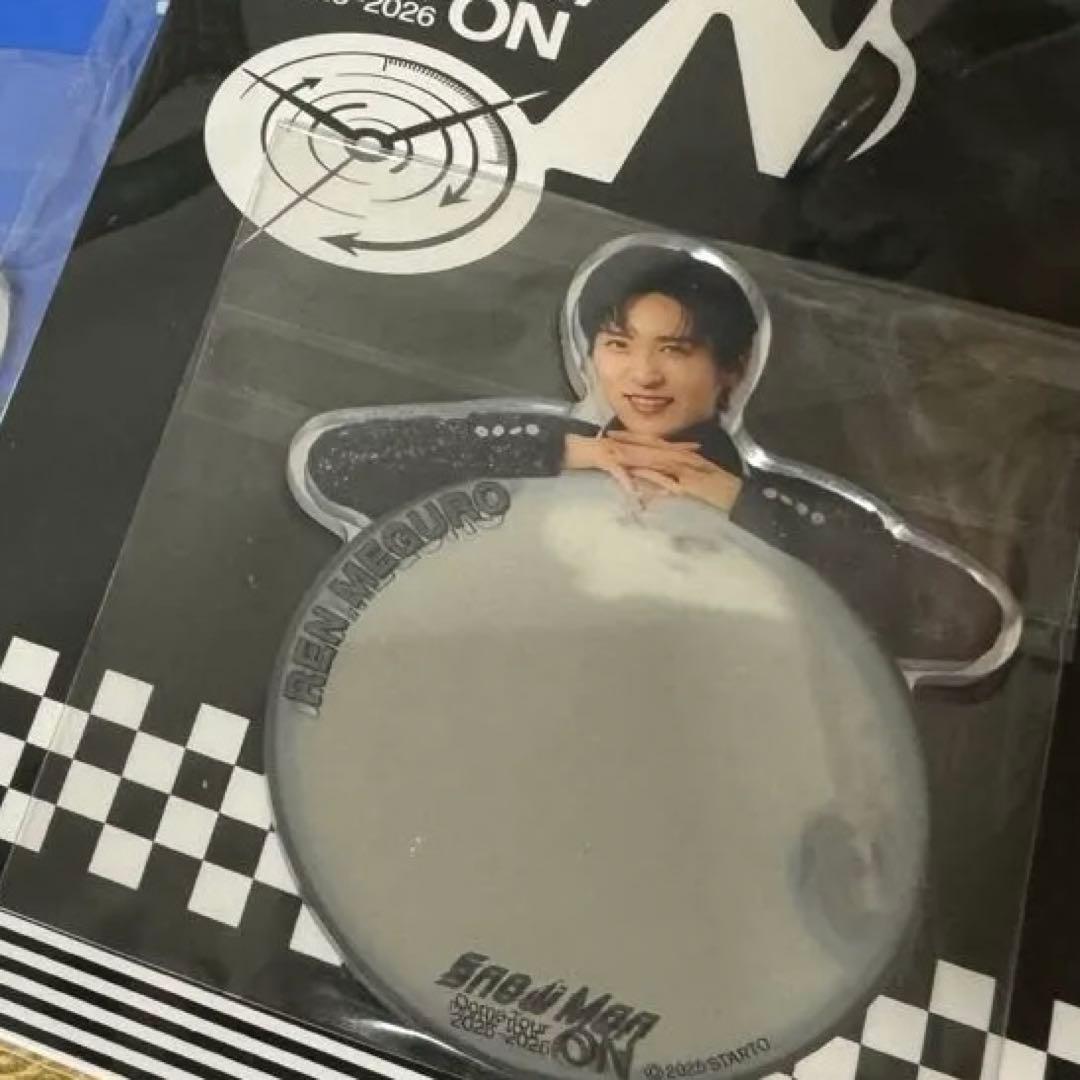 2026 ON
REN MEGURO
Snow Man
Dome Tour
2025-2026 ON
©2025 STARTO